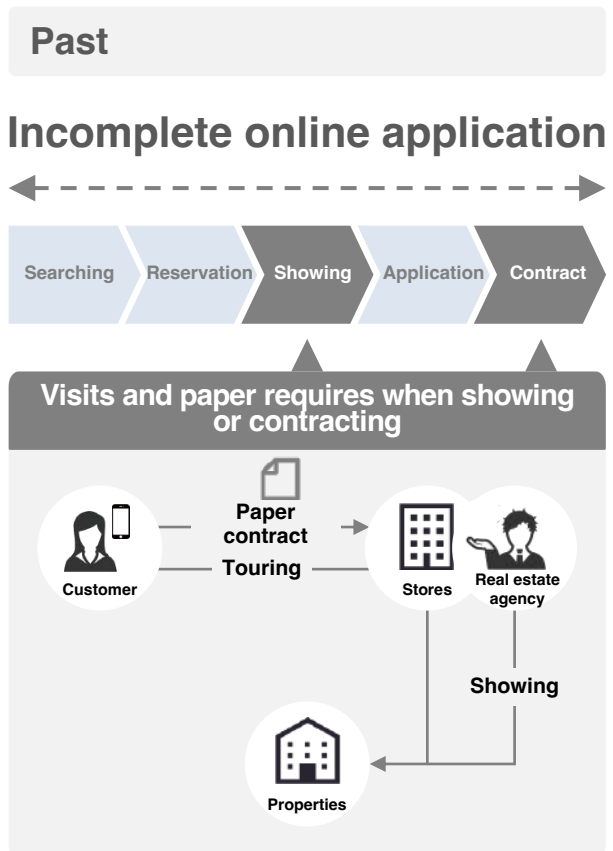 Past
Incomplete online application
Searching
Reservation
Showing
Application
Contract
Visits and paper requires when showing
or contracting
Paper
contract
Touring
Customer
Stores
Real estate
agency
Showing
Properties